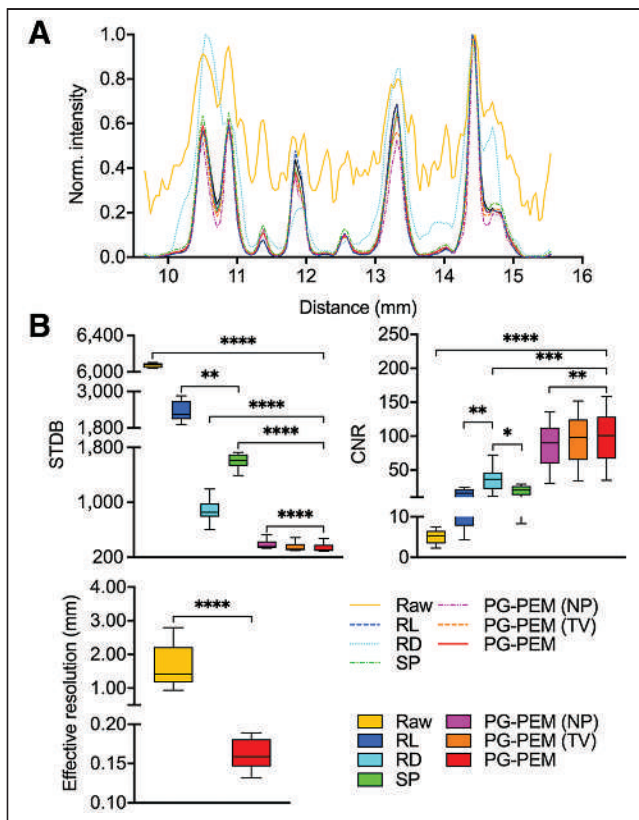 A
Norm. intensity
1.0
0.8
0.6
0.4
0.2
0.0
10 11 12 13 14 15 16
Distance (mm)
B
STDB
6,400
6,000
3,000
1,800
1,800
1,000
200
****
**
****
****
****
CNR
250
200
150
100
50
10
0
****
***
**
**
*
Effective resolution (mm)
4.00
3.00
2.00
1.00
0.20
0.15
0.10
****
Raw PG-PEM (NP)
RL PG-PEM (TV)
RD PG-PEM
SP
Raw PG-PEM (NP)
RL PG-PEM (TV)
RD PG-PEM
SP